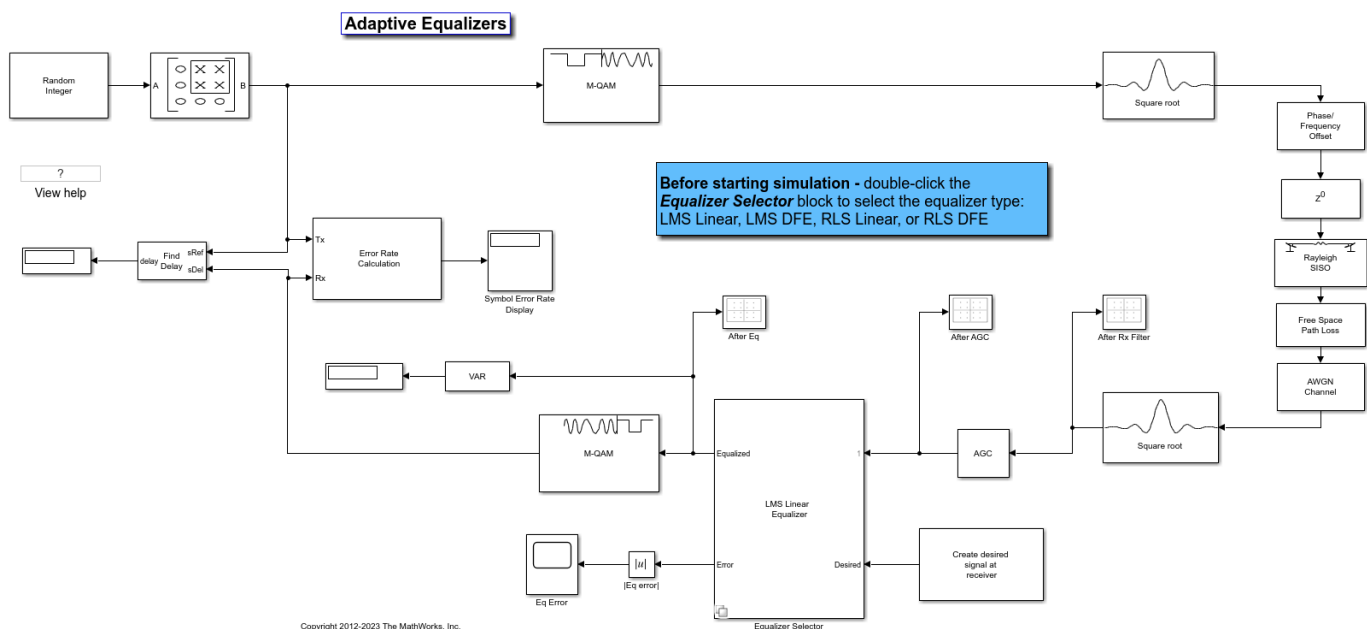 Adaptive Equalizers
Random
Integer
A
B
M-QAM
Square root
Phase/
Frequency
Offset
?
View help
Before starting simulation - double-click the
Equalizer Selector block to select the equalizer type:
LMS Linear, LMS DFE, RLS Linear, or RLS DFE
Z0
delay
Find
Delay
sRef
sDel
Tx
Rx
Error Rate
Calculation
Symbol Error Rate
Display
Rayleigh
SISO
After Eq
After AGC
After Rx Filter
Free Space
Path Loss
VAR
AWGN
Channel
M-QAM
Equalized
1
AGC
Square root
LMS Linear
Equalizer
Error
Desired
Create desired
signal at
receiver
|u|
|Eq error|
Eq Error
Equalizer Selector
Copyright 2012-2023 The MathWorks, Inc.